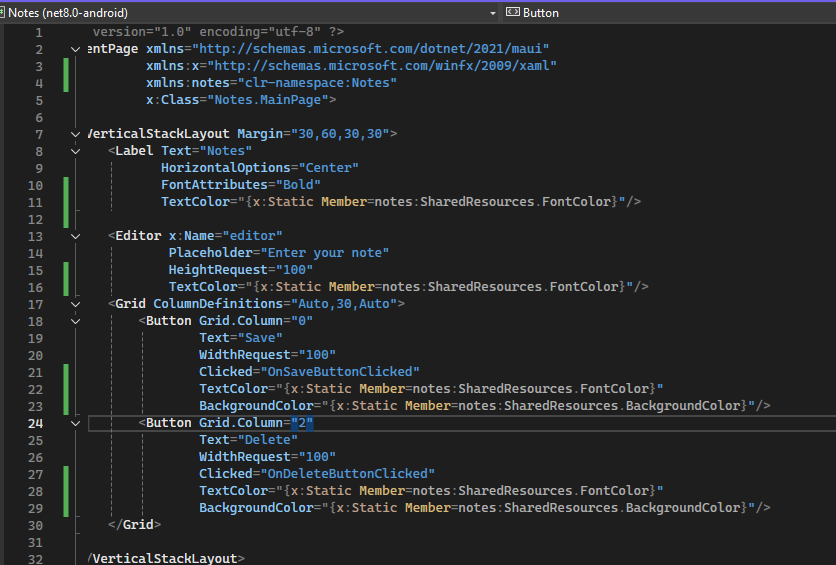 Notes (net8.0-android) Button
1 version="1.0" encoding="utf-8" ?>
2 entPage xmlns="http://schemas.microsoft.com/dotnet/2021/maui"
3 xmlns:x="http://schemas.microsoft.com/winfx/2009/xaml"
4 xmlns:notes="clr-namespace:Notes"
5 x:Class="Notes.MainPage">
6
7 VerticalStackLayout Margin="30,60,30,30">
8 <Label Text="Notes"
9 HorizontalOptions="Center"
10 FontAttributes="Bold"
11 TextColor="{x:Static Member=notes:SharedResources.FontColor}"/>
12
13 <Editor x:Name="editor"
14 Placeholder="Enter your note"
15 HeightRequest="100"
16 TextColor="{x:Static Member=notes:SharedResources.FontColor}"/>
17 <Grid ColumnDefinitions="Auto,30,Auto">
18 <Button Grid.Column="0"
19 Text="Save"
20 WidthRequest="100"
21 Clicked="OnSaveButtonClicked"
22 TextColor="{x:Static Member=notes:SharedResources.FontColor}"
23 BackgroundColor="{x:Static Member=notes:SharedResources.BackgroundColor}"/>
24 <Button Grid.Column="2"
25 Text="Delete"
26 WidthRequest="100"
27 Clicked="OnDeleteButtonClicked"
28 TextColor="{x:Static Member=notes:SharedResources.FontColor}"
29 BackgroundColor="{x:Static Member=notes:SharedResources.BackgroundColor}"/>
30 </Grid>
31
32 /VerticalStackLayout>